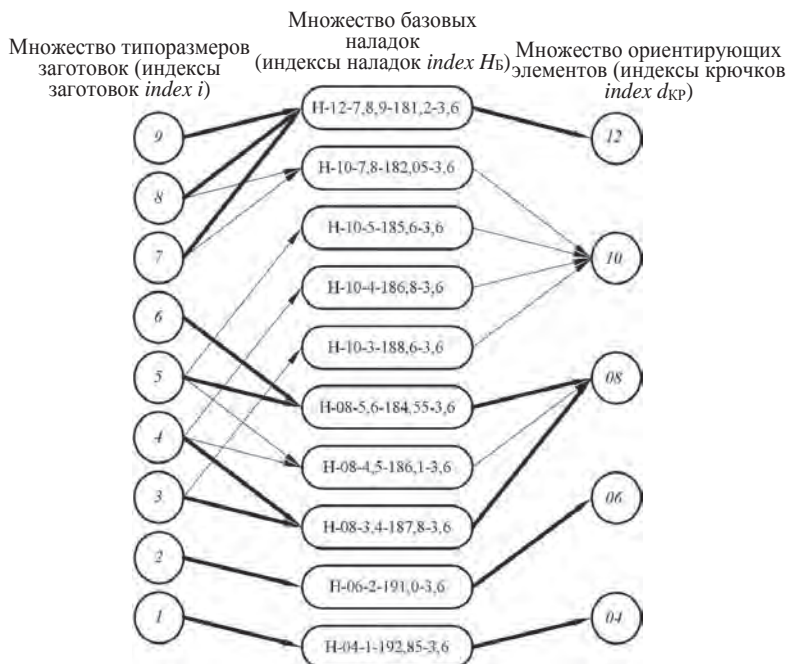 Множество типоразмеров
заготовок (индексы
заготовок index i)
Множество базовых
наладок
(индексы наладок index HБ)
Множество ориентирующих
элементов (индексы крючков
index dКР)
9
8
7
6
5
4
3
2
1
Н-12-7,8,9-181,2-3,6
Н-10-7,8-182,05-3,6
Н-10-5-185,6-3,6
Н-10-4-186,8-3,6
Н-10-3-188,6-3,6
Н-08-5,6-184,55-3,6
Н-08-4,5-186,1-3,6
Н-08-3,4-187,8-3,6
Н-06-2-191,0-3,6
Н-04-1-192,85-3,6
12
10
08
06
04